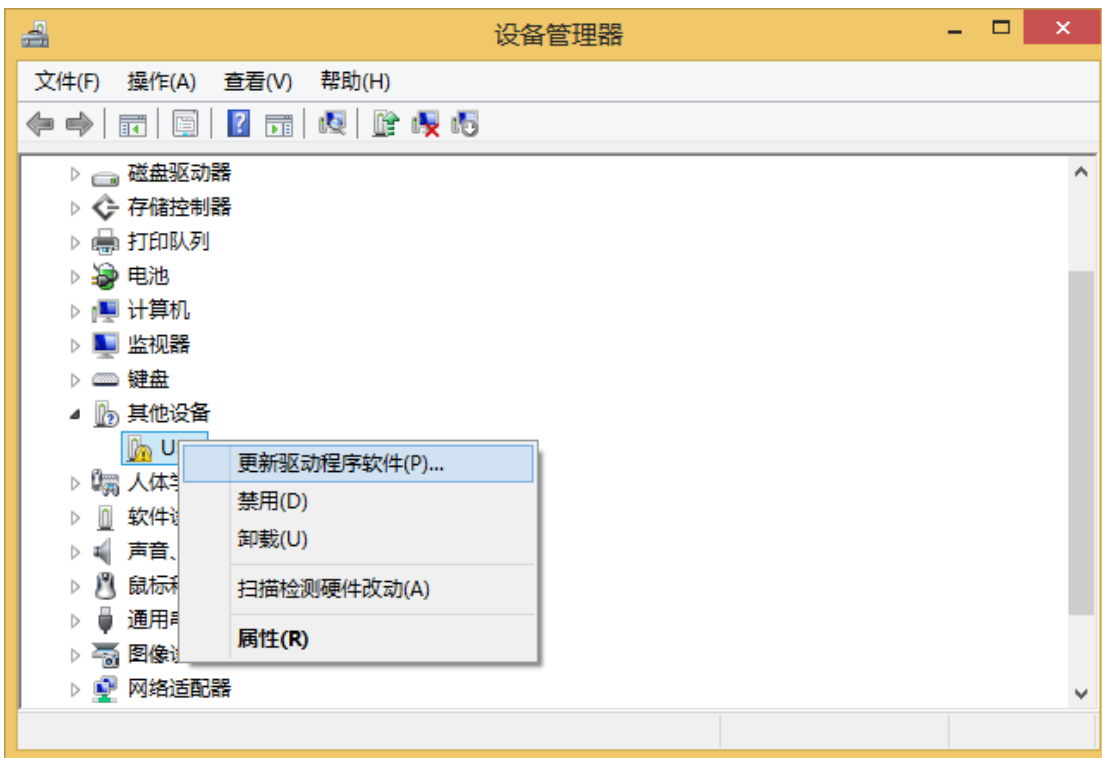 设备管理器
文件(F) 操作(A) 查看(V) 帮助(H)
磁盘驱动器
存储控制器
打印队列
电池
计算机
监视器
键盘
其他设备
更新驱动程序软件(P)...
人体
禁用(D)
软件
卸载(U)
声音、
鼠标
扫描检测硬件改动(A)
通用
属性(R)
图像
网络适配器